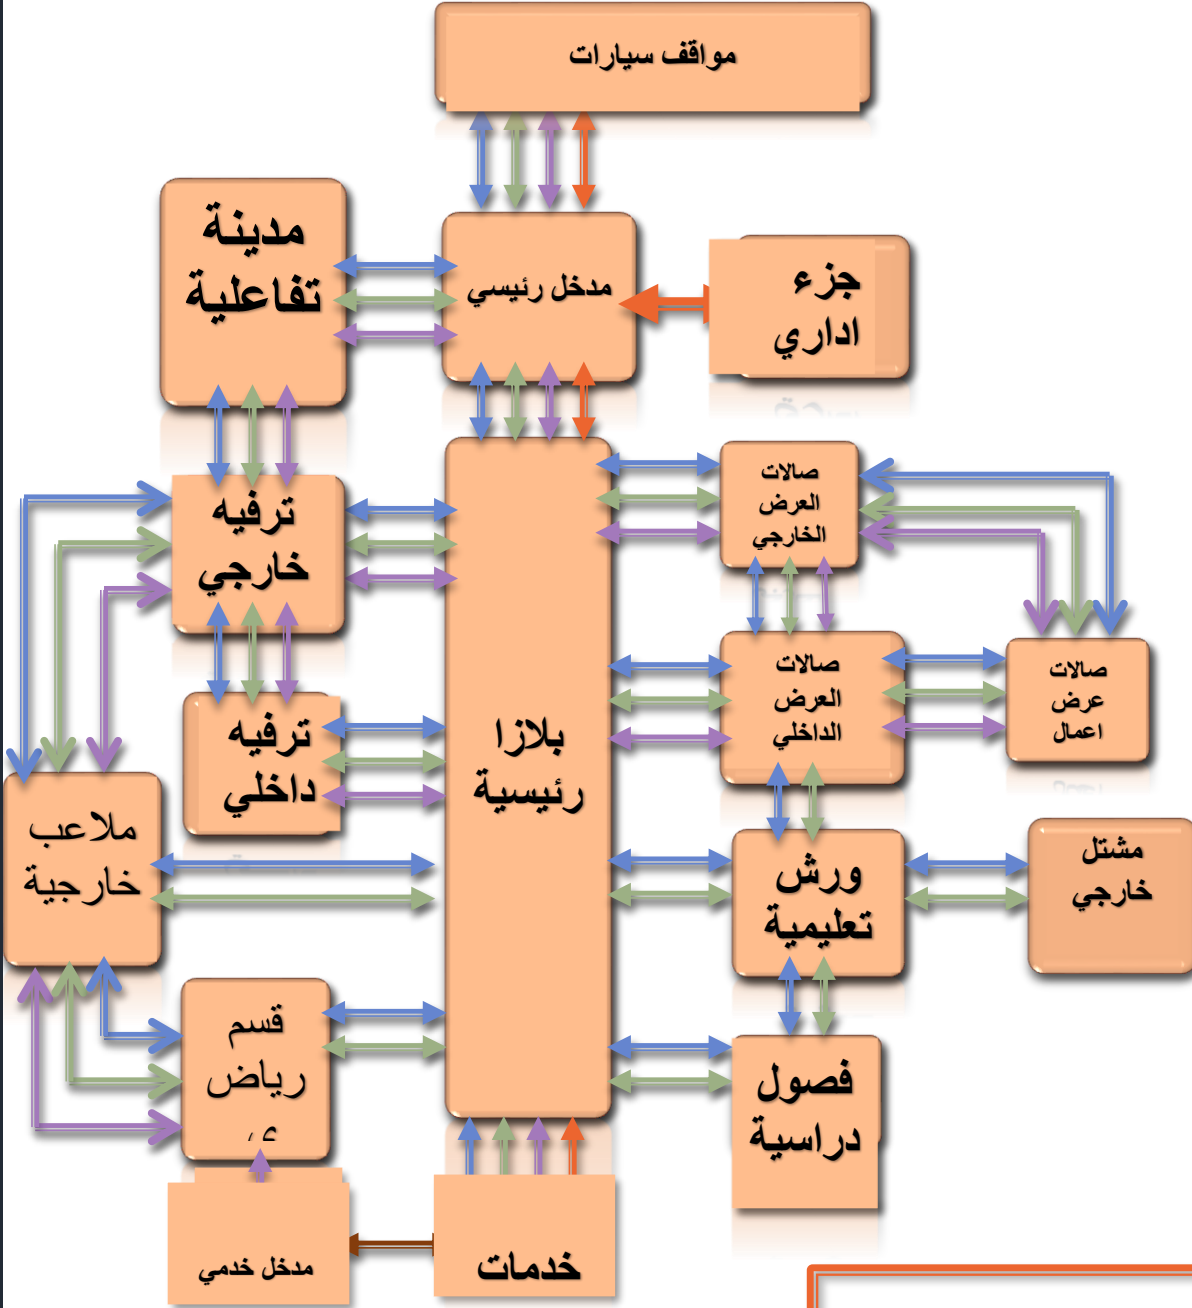 مواقف سيارات
مدينة
تفاعلية
مدخل رئيسي
جزء
اداري
ترفيه
خارجي
صالات
العرض
الخارجي
صالات
العرض
الداخلي
صالات
عرض
اعمال
ترفيه
داخلي
بلازا
رئيسية
ملاعب
خارجية
ورش
تعليمية
مشتل
خارجي
قسم
رياض
ي
فصول
دراسية
مدخل خدمي
خدمات